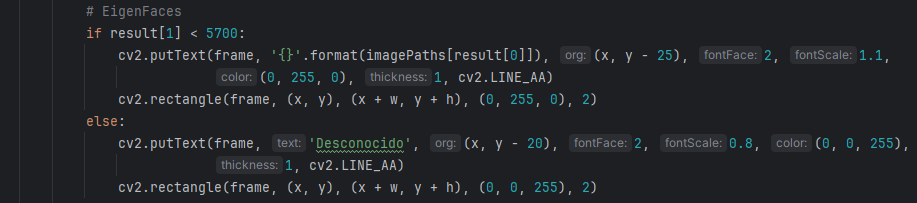 # EigenFaces
if result[1] < 5700:
cv2.putText(frame, '{}'.format(imagePaths[result[0]]), org: (x, y - 25), fontFace: 2, fontScale: 1.1,
color: (0, 255, 0), thickness: 1, cv2.LINE_AA)
cv2.rectangle(frame, (x, y), (x + w, y + h), (0, 255, 0), 2)
else:
cv2.putText(frame, text: 'Desconocido', org: (x, y - 20), fontFace: 2, fontScale: 0.8, color: (0, 0, 255),
thickness: 1, cv2.LINE_AA)
cv2.rectangle(frame, (x, y), (x + w, y + h), (0, 0, 255), 2)